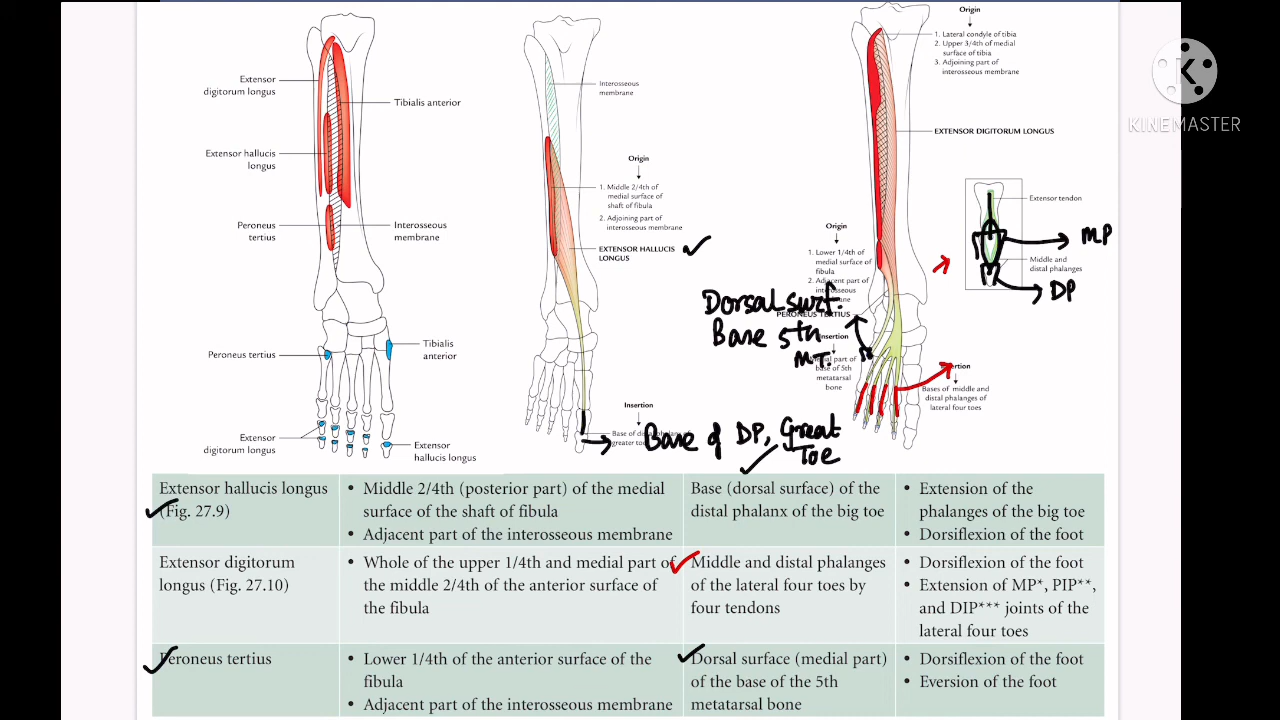 Extensor
digitorum longus
Tibialis anterior
Extensor hallucis
longus
Peroneus
tertius
Interosseous
membrane
Peroneus tertius
Tibialis
anterior
Extensor
digitorum longus
Extensor
hallucis longus
Interosseous
membrane
Origin
1. Middle 2/4th of
medial surface of
shaft of fibula
2. Adjoining part of
interosseous membrane
EXTENSOR HALLUCIS
LONGUS
Insertion
Base of DP, Great
Toe
Origin
1. Lateral condyle of tibia
2. Upper 3/4th of medial
surface of tibia
3. Adjoining part of
interosseous membrane
EXTENSOR DIGITORUM LONGUS
Origin
1. Lower 1/4th of
medial surface of
fibula
2. Adjacent part of
Dorsal surf.
PERONEUS TERTIUS
Base 5th
M.T.
Insertion
base of 5th
metatarsal
bone
Bases of middle and
distal phalanges of
lateral four toes
Extensor tendon
MP
Middle and
distal phalanges
DP
KINEMASTER
Extensor hallucis longus
(Fig. 27.9)
• Middle 2/4th (posterior part) of the medial
surface of the shaft of fibula
• Adjacent part of the interosseous membrane
Base (dorsal surface) of the
distal phalanx of the big toe
• Extension of the
phalanges of the big toe
• Dorsiflexion of the foot
Extensor digitorum
longus (Fig. 27.10)
• Whole of the upper 1/4th and medial part of
the middle 2/4th of the anterior surface of
the fibula
Middle and distal phalanges
of the lateral four toes by
four tendons
• Dorsiflexion of the foot
• Extension of MP*, PIP**,
and DIP*** joints of the
lateral four toes
Peroneus tertius
• Lower 1/4th of the anterior surface of the
fibula
• Adjacent part of the interosseous membrane
Dorsal surface (medial part)
of the base of the 5th
metatarsal bone
• Dorsiflexion of the foot
• Eversion of the foot